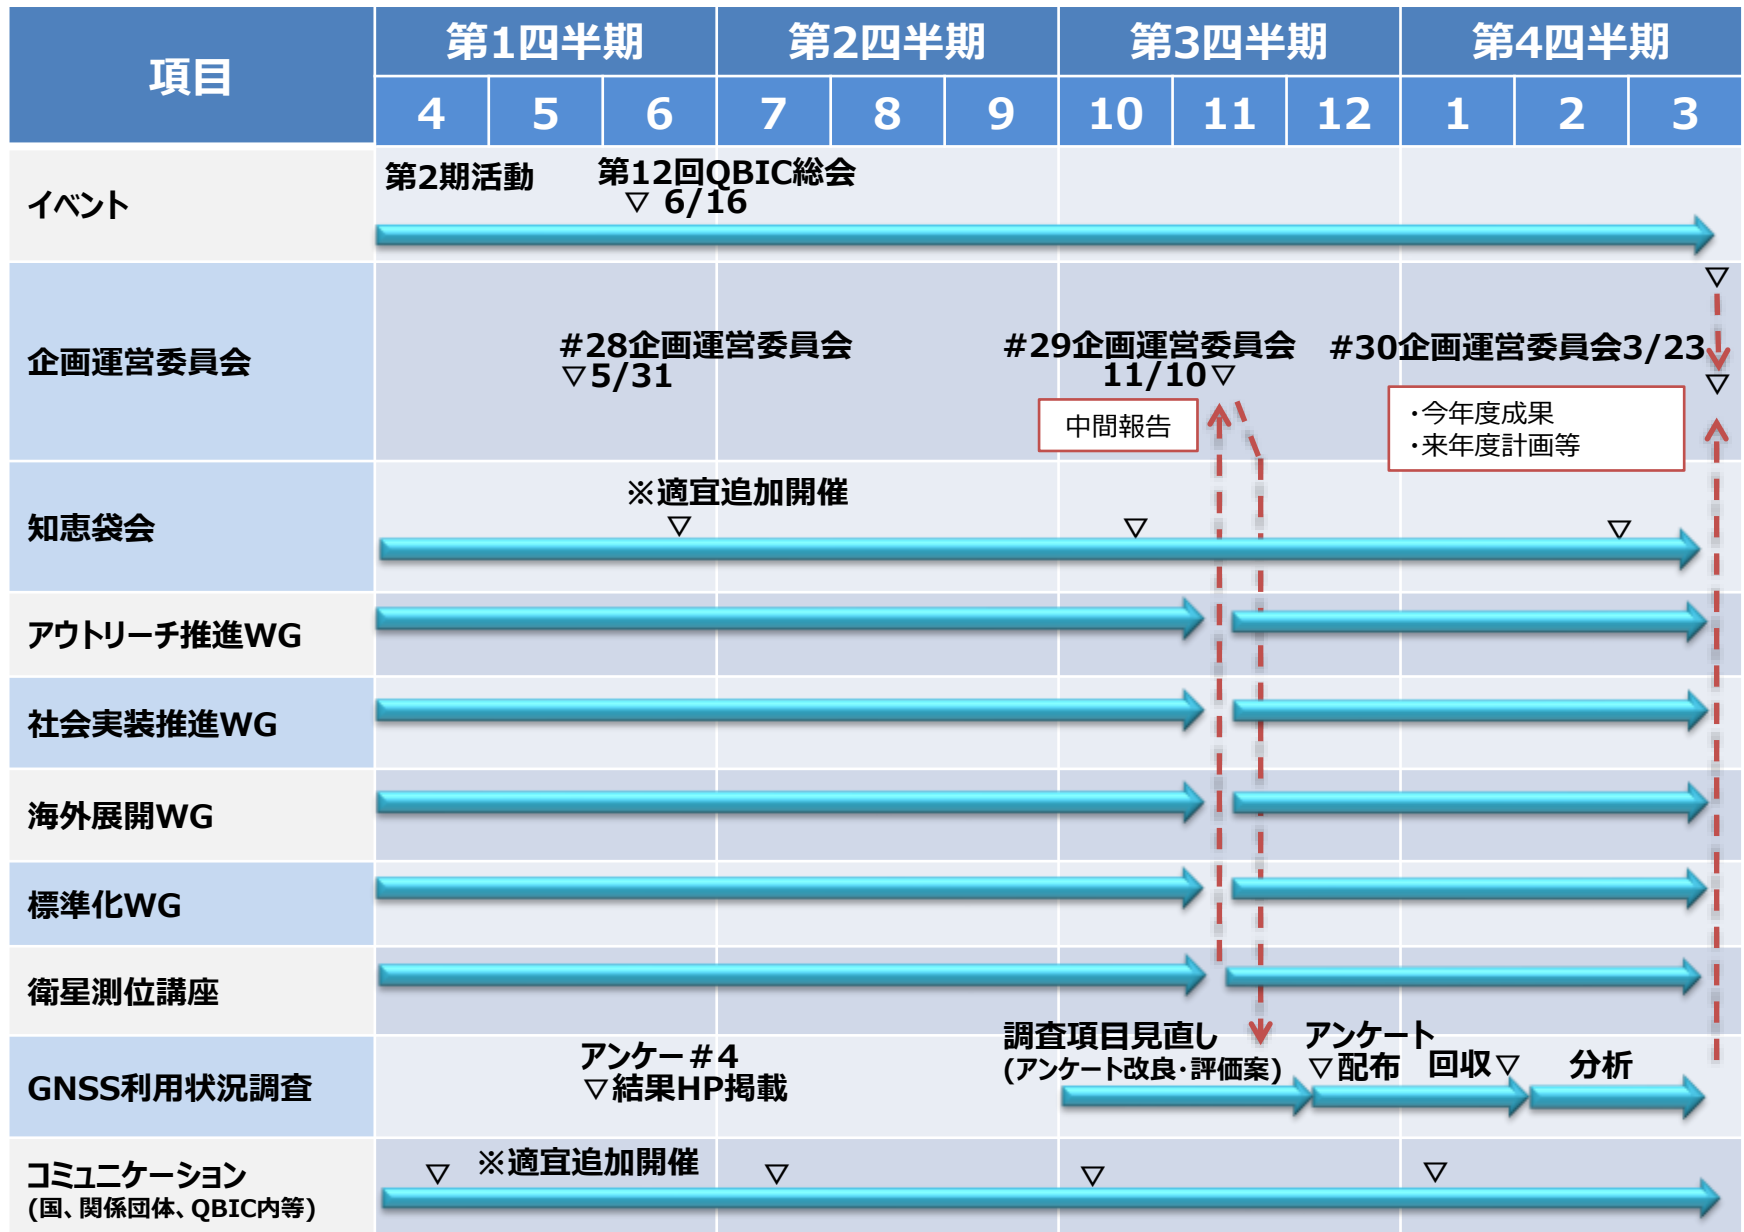 項目
第1四半期
第2四半期
第3四半期
第4四半期
4
5
6
7
8
9
10
11
12
1
2
3
イベント
第2期活動
第12回QBIC総会
▽ 6/16
企画運営委員会
#28企画運営委員会
▽5/31
#29企画運営委員会
11/10▽
中間報告
▽
#30企画運営委員会3/23
▽
・今年度成果
・来年度計画等
知恵袋会
※適宜追加開催
▽
▽
▽
アウトリーチ推進WG
社会実装推進WG
海外展開WG
標準化WG
衛星測位講座
GNSS利用状況調査
アンケー#4
▽結果HP掲載
調査項目見直し
(アンケート改良・評価案)
アンケート
▽配布
回収▽
分析
コミュニケーション
(国、関係団体、QBIC内等)
▽
※適宜追加開催
▽
▽
▽